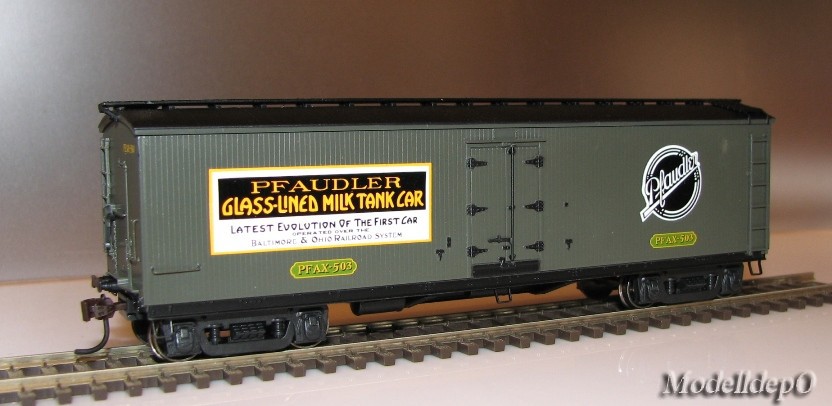 PFAUDLER
GLASS-LINED MILK TANK CAR
LATEST EVOLUTION OF THE FIRST CAR
OPERATED OVER THE
BALTIMORE & OHIO RAILROAD SYSTEM
PFAX-503
Pfaudler
PFAX-503
ModelldepO